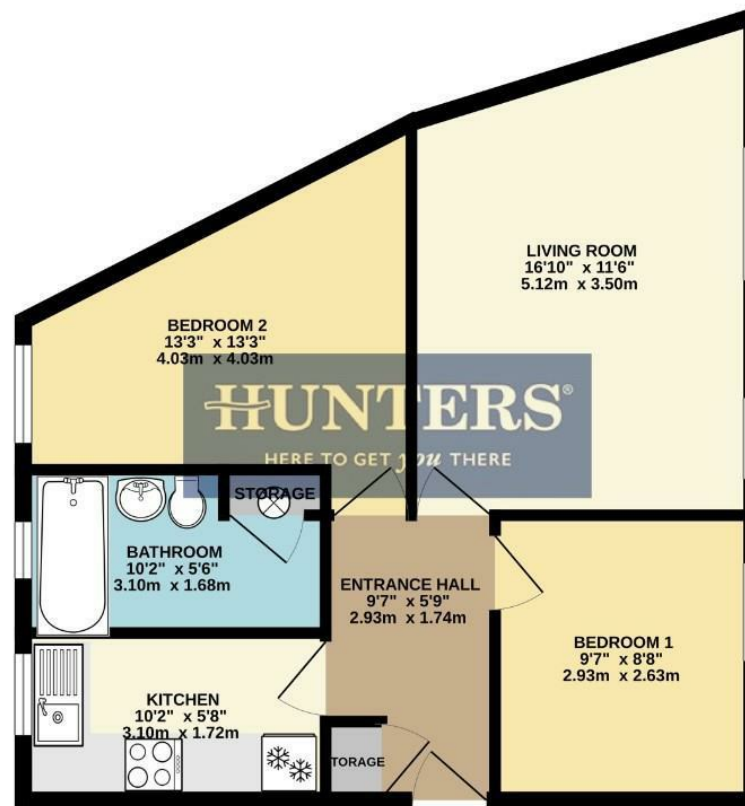 LIVING ROOM
16'10" x 11'6"
5.12m x 3.50m
BEDROOM 2
13'3" x 13'3"
4.03m x 4.03m
HUNTERS®
HERE TO GET you THERE
STORAGE
BATHROOM
10'2" x 5'6"
3.10m x 1.68m
ENTRANCE HALL
9'7" x 5'9"
2.93m x 1.74m
BEDROOM 1
9'7" x 8'8"
2.93m x 2.63m
KITCHEN
10'2" x 5'8"
3.10m x 1.72m
TORAGE